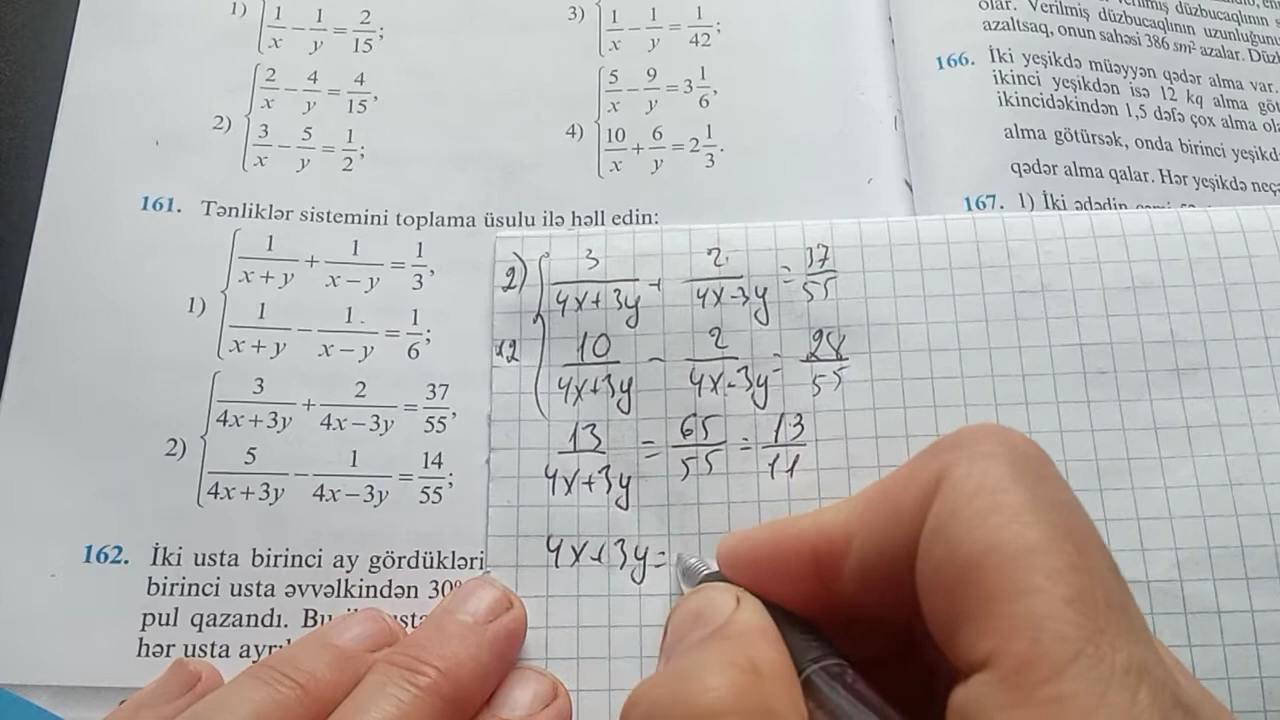 1) { 1/x − 1/y = 2/15;
2) { 2/x − 4/y = 4/15,
3/x − 5/y = 1/2;
3) { 1/x − 1/y = 1/42;
4) { 5/x − 9/y = 3 1/6,
10/x + 6/y = 2 1/3.
161. Tənliklər sistemini toplama üsulu ilə həll edin:
1) { 1/(x+y) + 1/(x−y) = 1/3,
1/(x+y) − 1/(x−y) = 1/6;
2) { 3/(4x+3y) + 2/(4x−3y) = 37/55,
5/(4x+3y) − 1/(4x−3y) = 14/55;
162. İki usta birinci ay gördükləri
birinci usta əvvəlkindən 30
pul qazandı.
hər usta
olar. Verilmiş düzbucaqlının uzunluğunu
azaltsaq, onun sahəsi 386 sm² azalar.
166. İki yeşikdə müəyyən qədər alma var.
ikinci yeşikdən isə 12 kq alma
ikincidəkindən 1,5 dəfə çox alma
alma götürsək, onda birinci
qədər alma qalar. Hər yeşikdə
167. 1) İki ədədin
2) { 3/(4x+3y) + 2/(4x−3y) = 37/55
x2 10/(4x+3y) − 2/(4x−3y) = 28/55
13/(4x+3y) = 65/55 = 13/11
4x+3y=